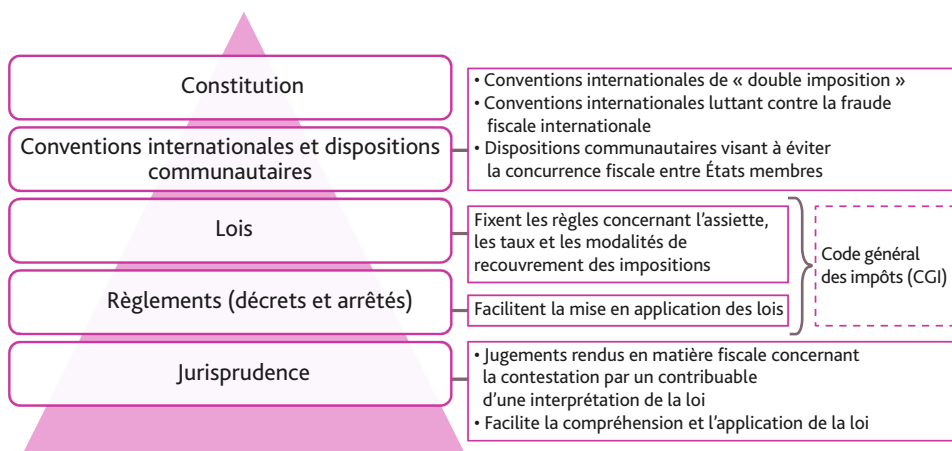 Constitution
Conventions internationales et dispositions
communautaires
• Conventions internationales de « double imposition »
• Conventions internationales luttant contre la fraude
fiscale internationale
• Dispositions communautaires visant à éviter
la concurrence fiscale entre États membres
Lois
Fixent les règles concernant l’assiette,
les taux et les modalités de
recouvrement des impositions
Règlements (décrets et arrêtés)
Facilitent la mise en application des lois
Code général
des impôts (CGI)
Jurisprudence
• Jugements rendus en matière fiscale concernant
la contestation par un contribuable
d’une interprétation de la loi
• Facilite la compréhension et l’application de la loi